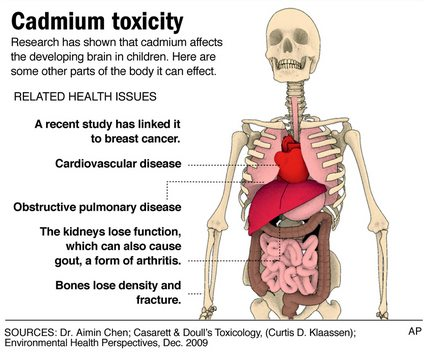 Cadmium toxicity
Research has shown that cadmium affects
the developing brain in children. Here are
some other parts of the body it can effect.
RELATED HEALTH ISSUES
A recent study has linked it
to breast cancer.
Cardiovascular disease
Obstructive pulmonary disease
The kidneys lose function,
which can also cause
gout, a form of arthritis.
Bones lose density and
fracture.
SOURCES: Dr. Aimin Chen; Casarett & Doull's Toxicology, (Curtis D. Klaassen);
Environmental Health Perspectives, Dec. 2009
AP